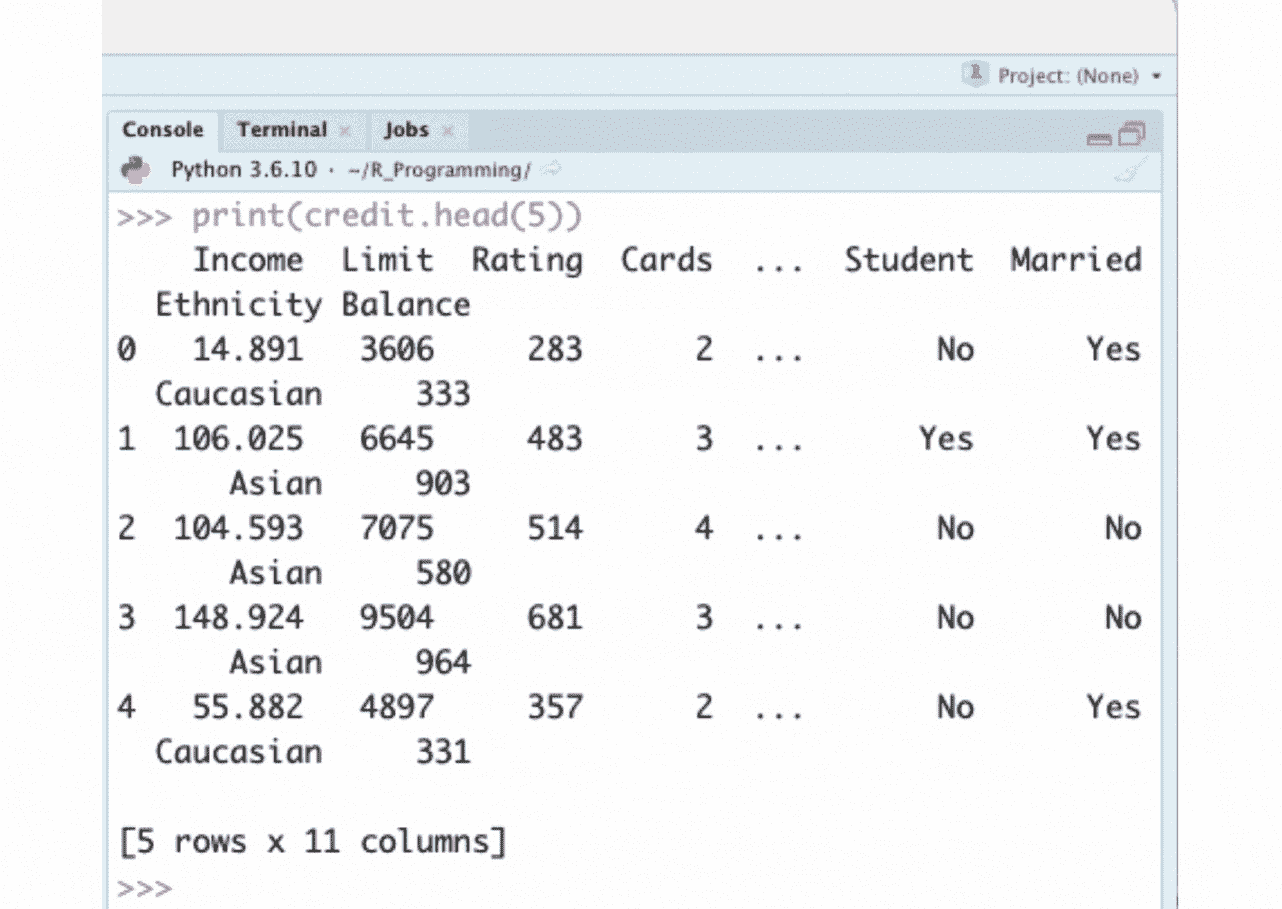 Project: (None)
Console Terminal × Jobs ×
Python 3.6.10 · ~/R_Programming/
>>> print(credit.head(5))
Income Limit Rating Cards ... Student Married
Ethnicity Balance
0 14.891 3606 283 2 ... No Yes
Caucasian 333
1 106.025 6645 483 3 ... Yes Yes
Asian 903
2 104.593 7075 514 4 ... No No
Asian 580
3 148.924 9504 681 3 ... No No
Asian 964
4 55.882 4897 357 2 ... No Yes
Caucasian 331
[5 rows x 11 columns]
>>>